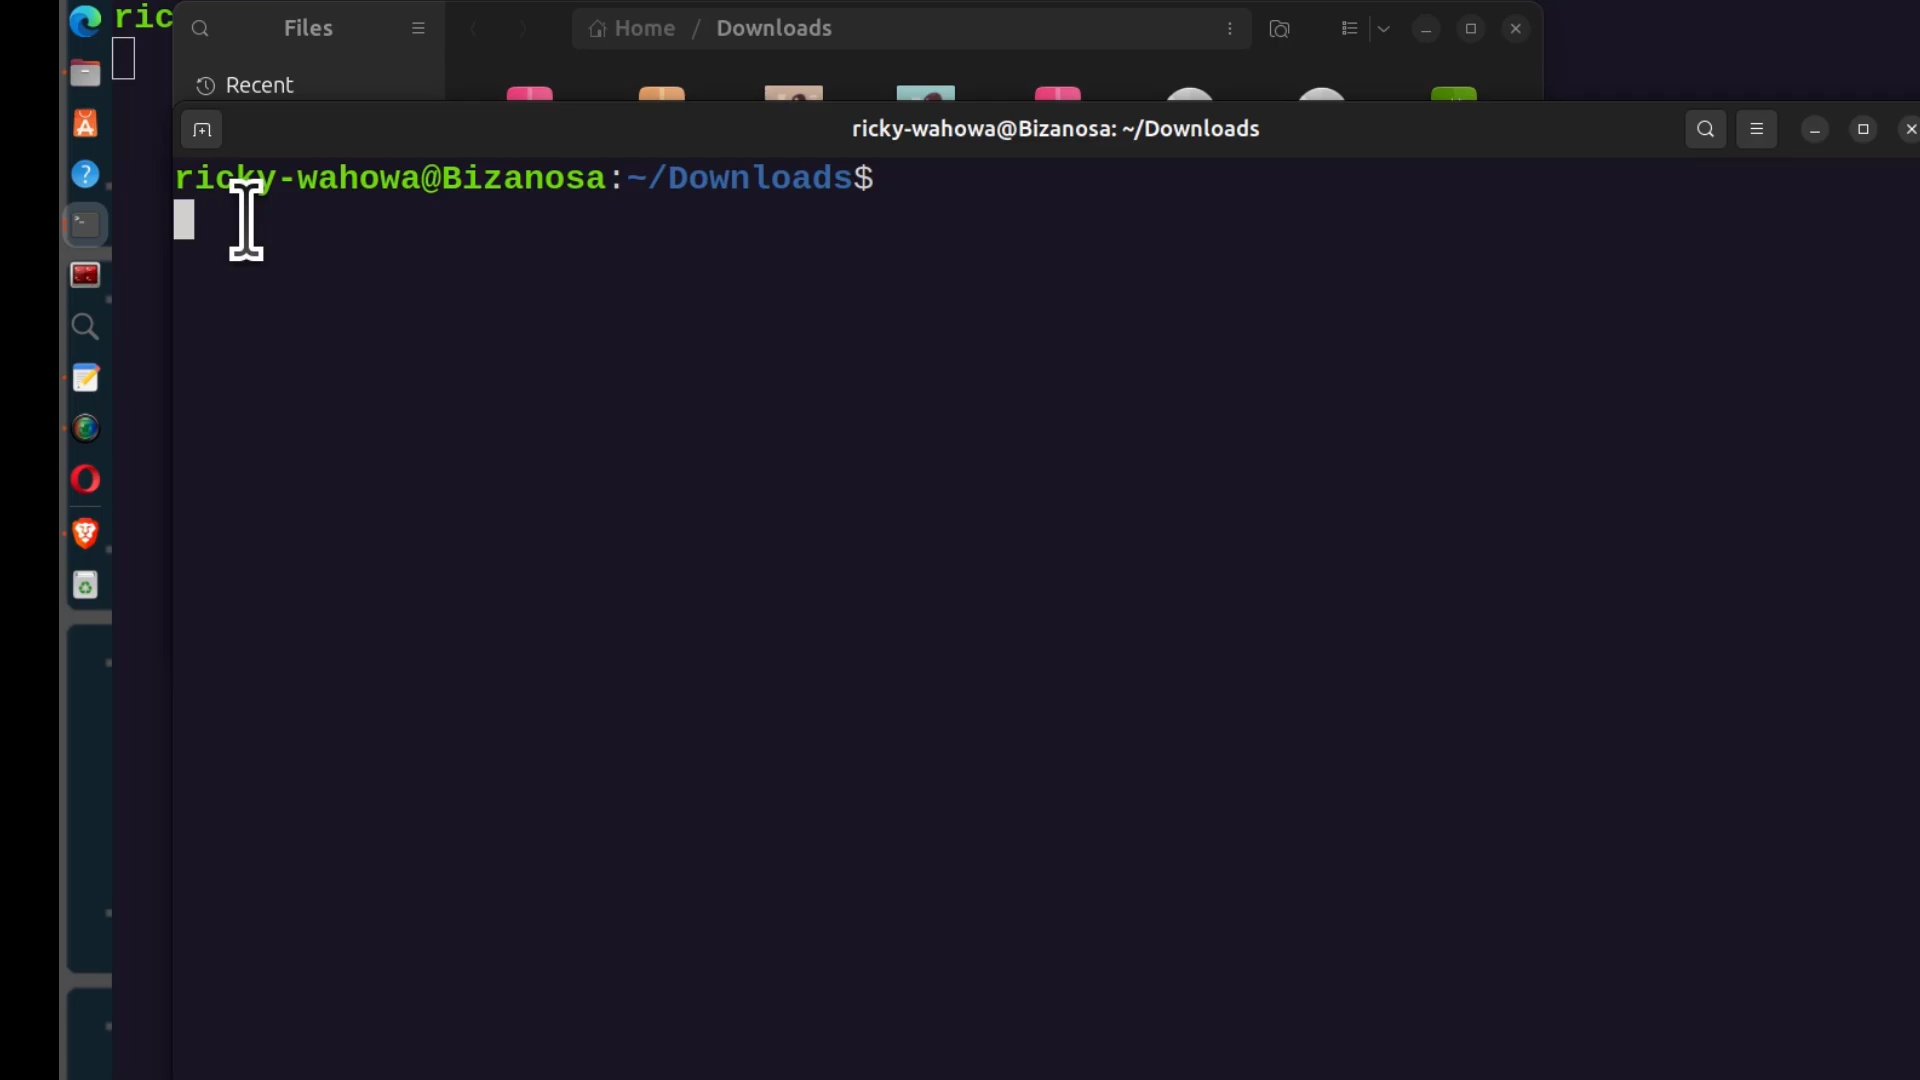 ric
Files
Home / Downloads
Recent
ricky-wahowa@Bizanosa: ~/Downloads
ricky-wahowa@Bizanosa:~/Downloads$